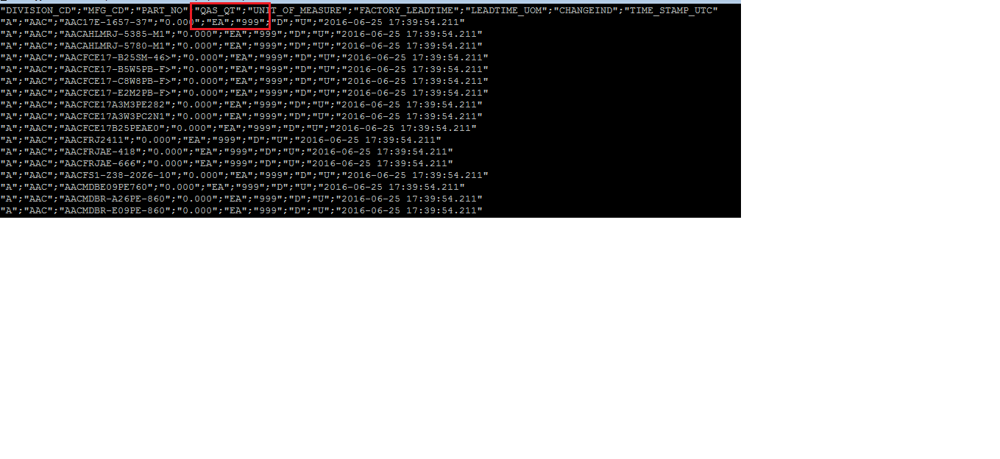 "DIVISION_CD";"MFG_CD";"PART_NO";"QAS_QT";"UNIT_OF_MEASURE";"FACTORY_LEADTIME";"LEADTIME_UOM";"CHANGEIND";"TIME_STAMP_UTC"
"A";"AAC";"AAC17E-1657-37";"0.000";"EA";"999";"D";"U";"2016-06-25 17:39:54.211"
"A";"AAC";"AACAHLMRJ-5385-M1";"0.000";"EA";"999";"D";"U";"2016-06-25 17:39:54.211"
"A";"AAC";"AACAHLMRJ-5780-M1";"0.000";"EA";"999";"D";"U";"2016-06-25 17:39:54.211"
"A";"AAC";"AACFCE17-B25SM-46>";"0.000";"EA";"999";"D";"U";"2016-06-25 17:39:54.211"
"A";"AAC";"AACFCE17-B5W5PB-F>";"0.000";"EA";"999";"D";"U";"2016-06-25 17:39:54.211"
"A";"AAC";"AACFCE17-C8W8PB-F>";"0.000";"EA";"999";"D";"U";"2016-06-25 17:39:54.211"
"A";"AAC";"AACFCE17-E2M2PB-F>";"0.000";"EA";"999";"D";"U";"2016-06-25 17:39:54.211"
"A";"AAC";"AACFCE17A3M3PE282";"0.000";"EA";"999";"D";"U";"2016-06-25 17:39:54.211"
"A";"AAC";"AACFCE17A3W3PC2N1";"0.000";"EA";"999";"D";"U";"2016-06-25 17:39:54.211"
"A";"AAC";"AACFCE17B25PEAE0";"0.000";"EA";"999";"D";"U";"2016-06-25 17:39:54.211"
"A";"AAC";"AACFRJ2411";"0.000";"EA";"999";"D";"U";"2016-06-25 17:39:54.211"
"A";"AAC";"AACFRJAE-418";"0.000";"EA";"999";"D";"U";"2016-06-25 17:39:54.211"
"A";"AAC";"AACFRJAE-666";"0.000";"EA";"999";"D";"U";"2016-06-25 17:39:54.211"
"A";"AAC";"AACFS1-Z38-20Z6-10";"0.000";"EA";"999";"D";"U";"2016-06-25 17:39:54.211"
"A";"AAC";"AACMDBE09PE760";"0.000";"EA";"999";"D";"U";"2016-06-25 17:39:54.211"
"A";"AAC";"AACMDBR-A26PE-860";"0.000";"EA";"999";"D";"U";"2016-06-25 17:39:54.211"
"A";"AAC";"AACMDBR-E09PE-860";"0.000";"EA";"999";"D";"U";"2016-06-25 17:39:54.211"